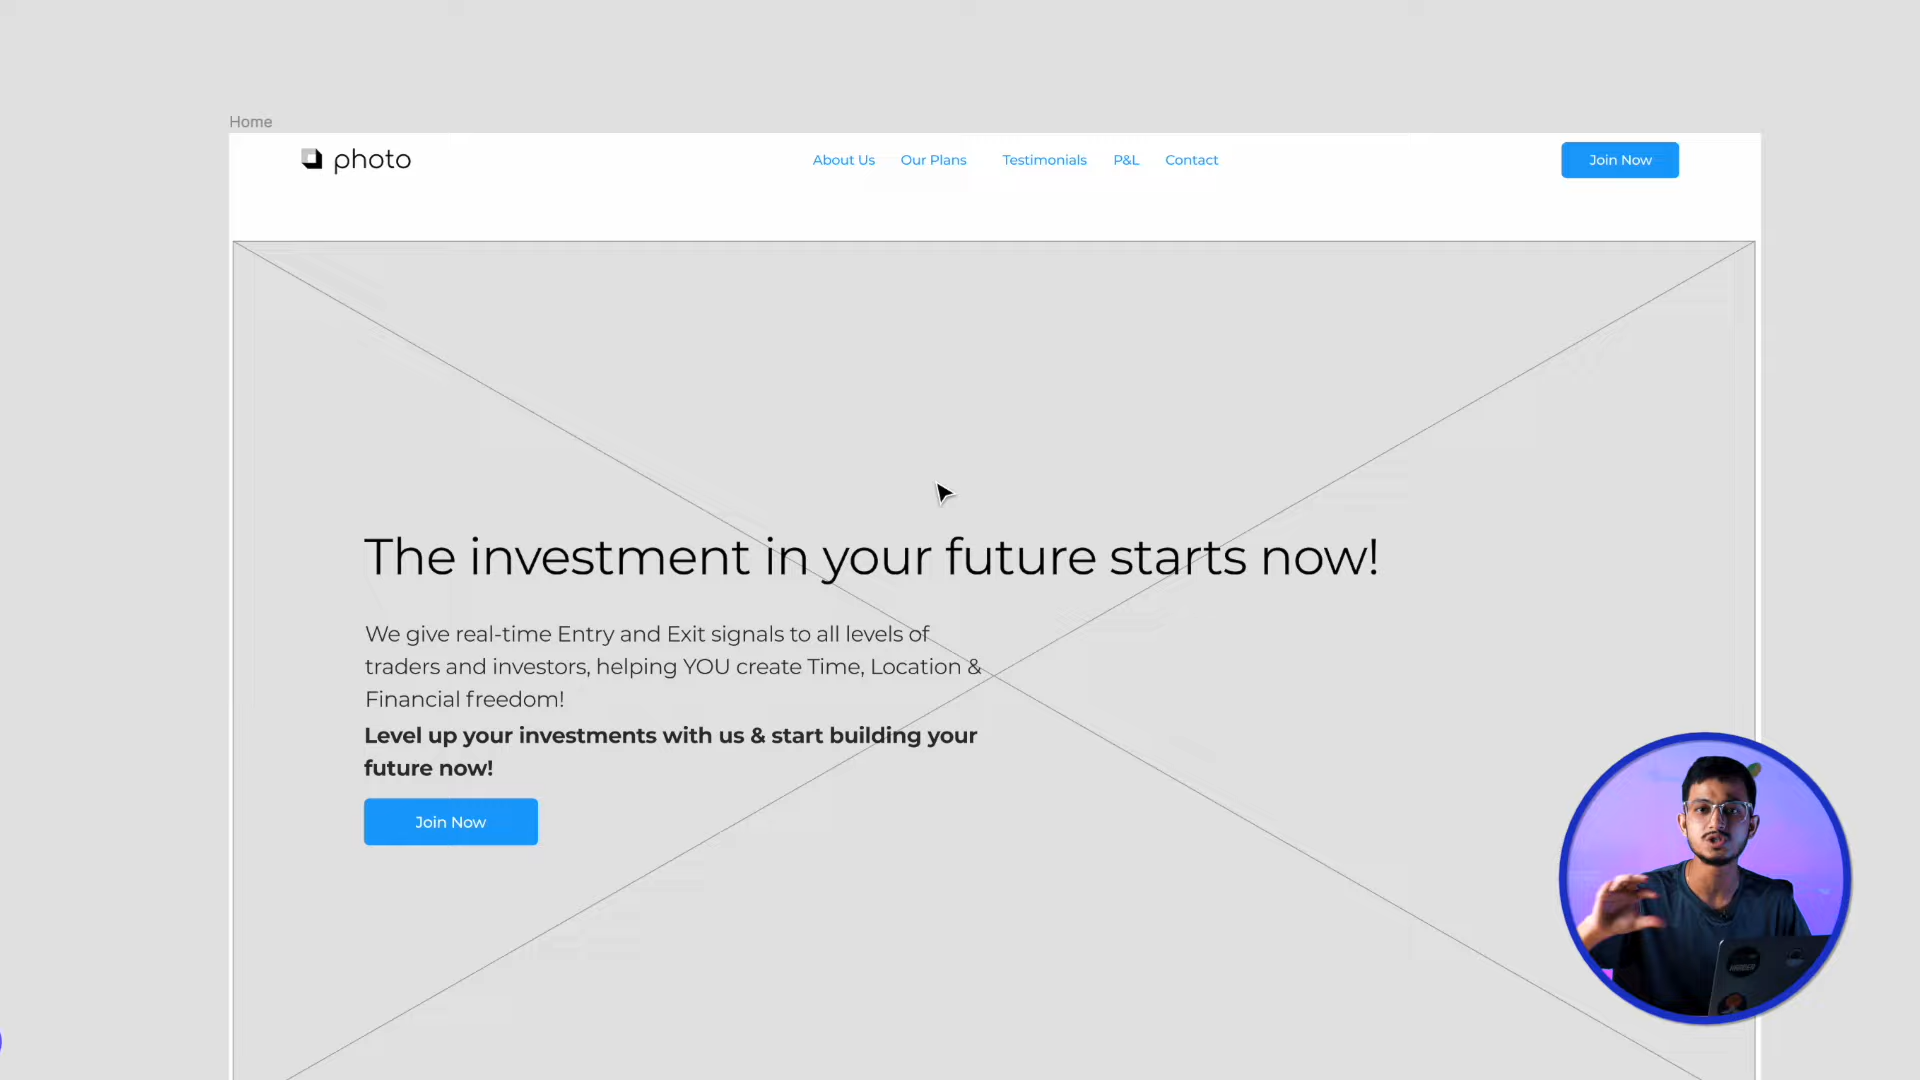 Home
photo
About Us Our Plans Testimonials P&L Contact
Join Now
The investment in your future starts now!
We give real-time Entry and Exit signals to all levels of
traders and investors, helping YOU create Time, Location &
Financial freedom!
Level up your investments with us & start building your
future now!
Join Now